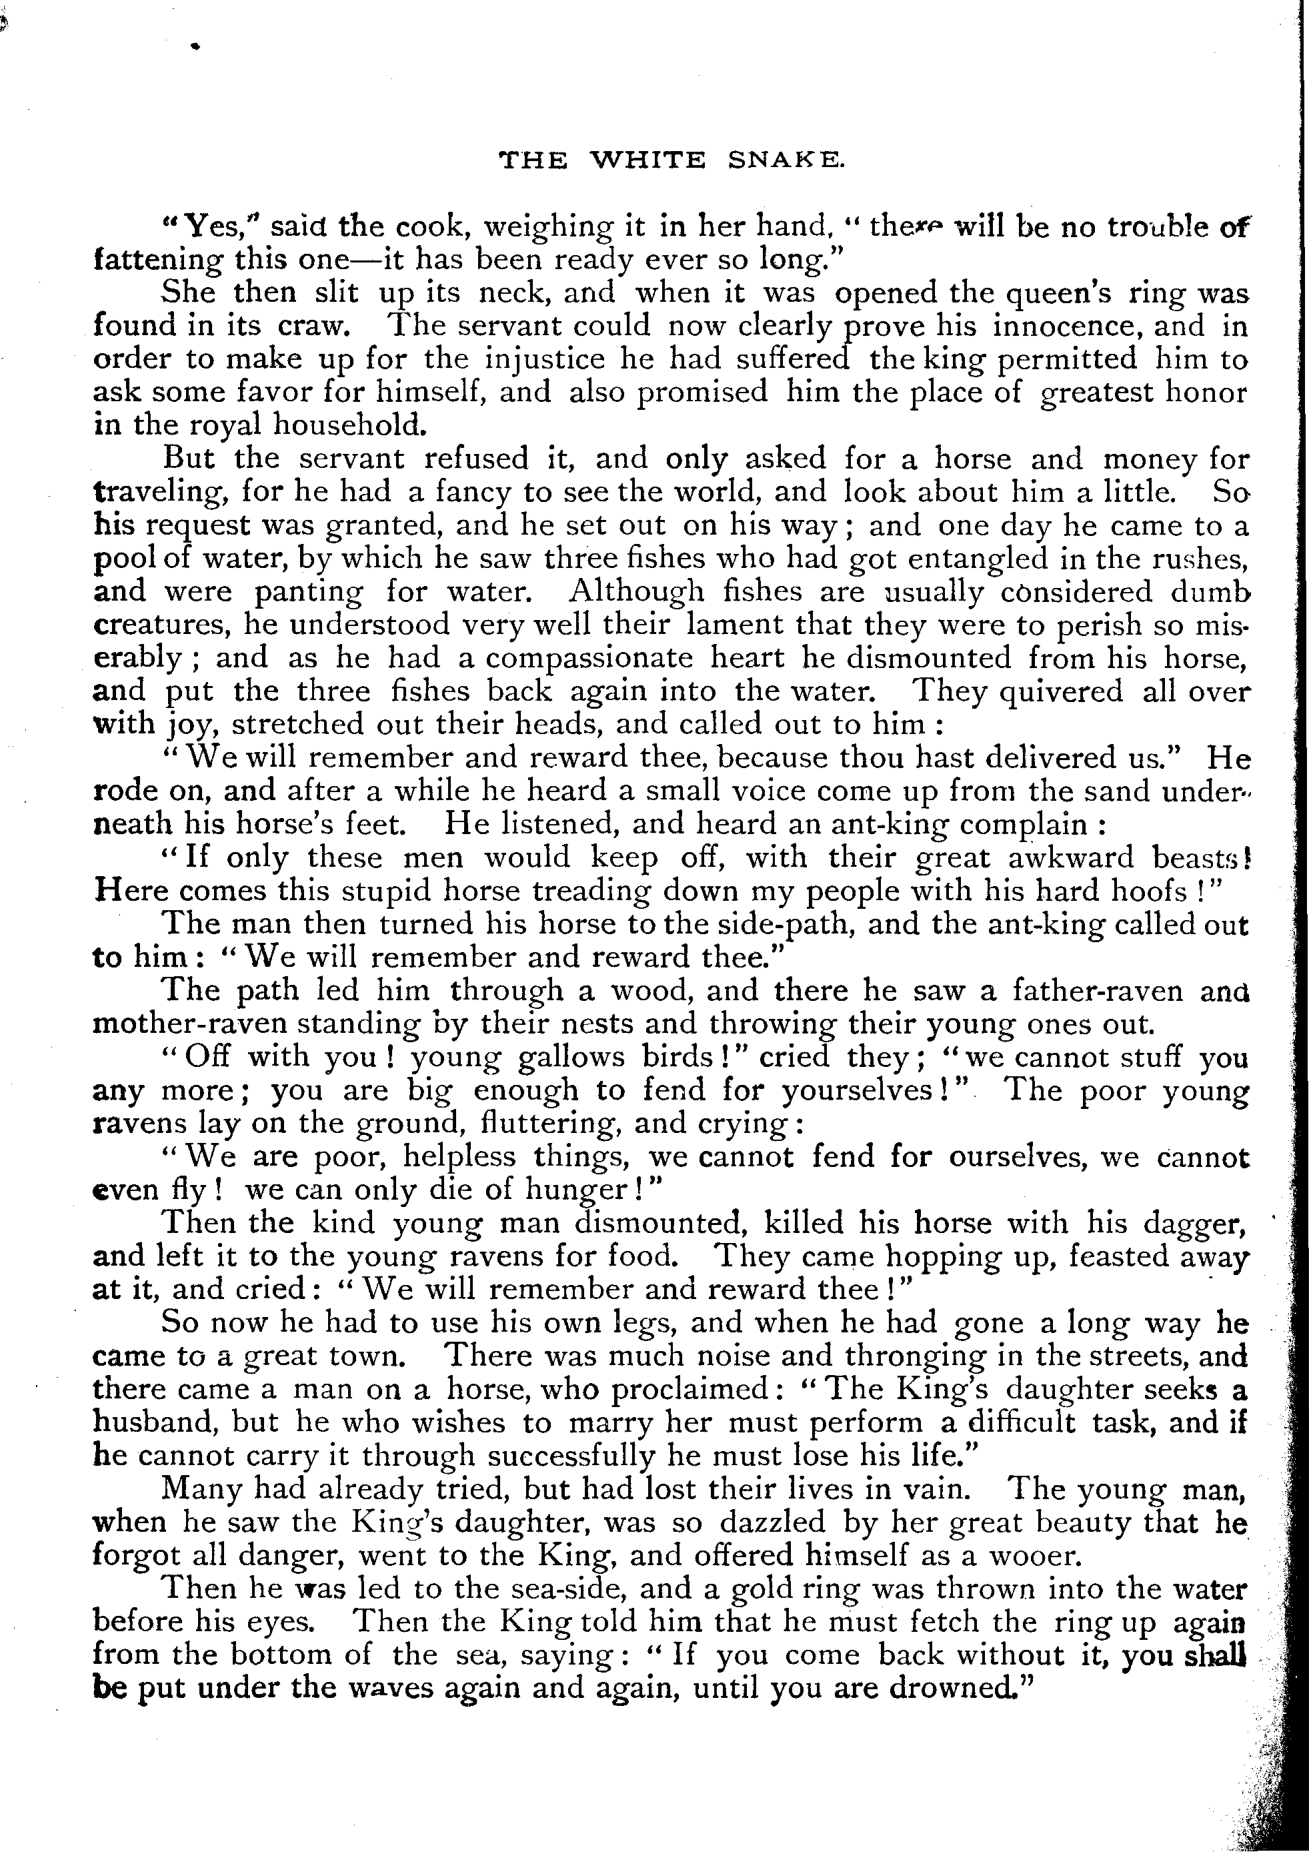 THE WHITE SNAKE.
"Yes," said the cook, weighing it in her hand, "there will be no trouble of
fattening this one—it has been ready ever so long."
She then slit up its neck, and when it was opened the queen's ring was
found in its craw. The servant could now clearly prove his innocence, and in
order to make up for the injustice he had suffered the king permitted him to
ask some favor for himself, and also promised him the place of greatest honor
in the royal household.
But the servant refused it, and only asked for a horse and money for
traveling, for he had a fancy to see the world, and look about him a little. So
his request was granted, and he set out on his way; and one day he came to a
pool of water, by which he saw three fishes who had got entangled in the rushes,
and were panting for water. Although fishes are usually considered dumb
creatures, he understood very well their lament that they were to perish so mis-
erably; and as he had a compassionate heart he dismounted from his horse,
and put the three fishes back again into the water. They quivered all over
with joy, stretched out their heads, and called out to him:
"We will remember and reward thee, because thou hast delivered us." He
rode on, and after a while he heard a small voice come up from the sand under-
neath his horse's feet. He listened, and heard an ant-king complain:
"If only these men would keep off, with their great awkward beasts!
Here comes this stupid horse treading down my people with his hard hoofs!"
The man then turned his horse to the side-path, and the ant-king called out
to him: "We will remember and reward thee."
The path led him through a wood, and there he saw a father-raven and
mother-raven standing by their nests and throwing their young ones out.
"Off with you! young gallows birds!" cried they; "we cannot stuff you
any more; you are big enough to fend for yourselves!" The poor young
ravens lay on the ground, fluttering, and crying:
"We are poor, helpless things, we cannot fend for ourselves, we cannot
even fly! we can only die of hunger!"
Then the kind young man dismounted, killed his horse with his dagger,
and left it to the young ravens for food. They came hopping up, feasted away
at it, and cried: "We will remember and reward thee!"
So now he had to use his own legs, and when he had gone a long way he
came to a great town. There was much noise and thronging in the streets, and
there came a man on a horse, who proclaimed: "The King's daughter seeks a
husband, but he who wishes to marry her must perform a difficult task, and if
he cannot carry it through successfully he must lose his life."
Many had already tried, but had lost their lives in vain. The young man,
when he saw the King's daughter, was so dazzled by her great beauty that he
forgot all danger, went to the King, and offered himself as a wooer.
Then he was led to the sea-side, and a gold ring was thrown into the water
before his eyes. Then the King told him that he must fetch the ring up again
from the bottom of the sea, saying: "If you come back without it, you shall
be put under the waves again and again, until you are drowned."